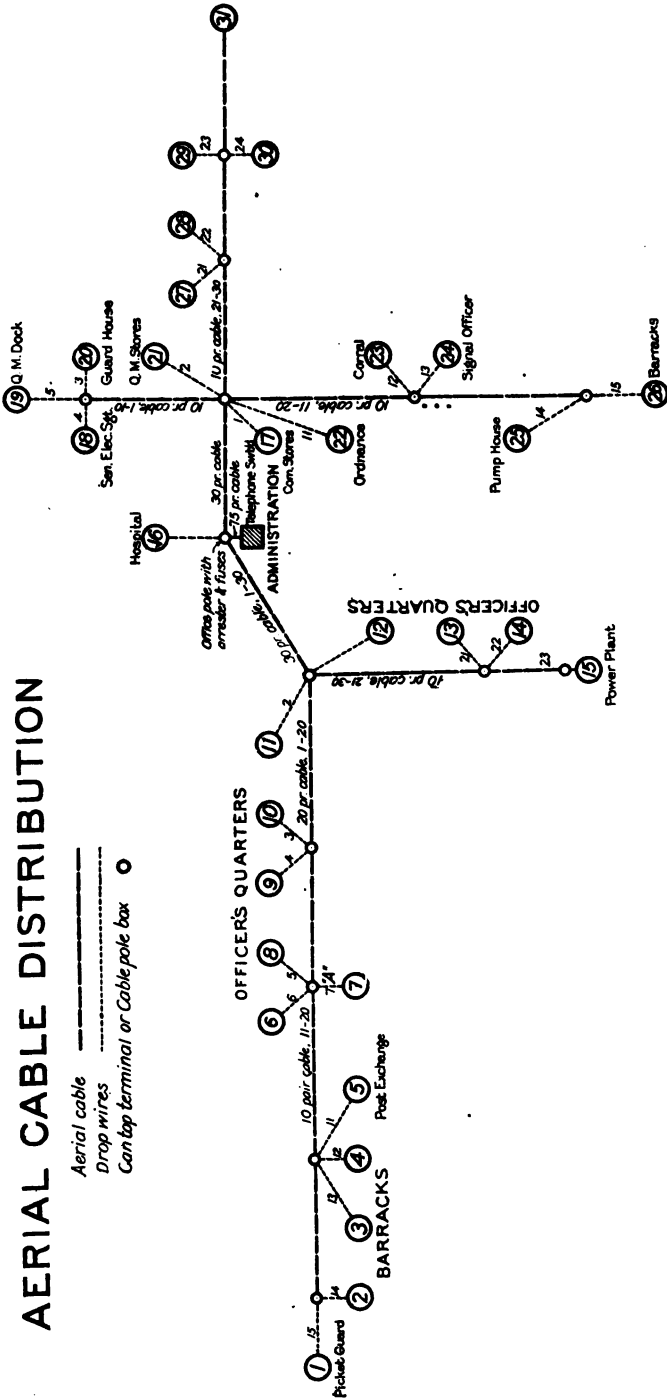 AERIAL CABLE DISTRIBUTION
Aerial cable
Drop wires
Can top terminal or Cable pole box
1
Picket Guard
15
2
14
BARRACKS
3
13
4
12
5
11
Post Exchange
10 pair cable, 11-20
OFFICER'S QUARTERS
6
6
8
5
7
7 "A"
9
4
10
3
20 pr. cable, 1-20
11
2
12
30 pr. cable, 1-30
10 pr. cable, 21-30
OFFICER'S QUARTERS
13
21
14
22
23
15
Power Plant
Hospital
46
Office pole with
arrester & fuses
75 pr. cable
Telephone Swbd
ADMINISTRATION
30 pr. cable
17
1
Com. Stores
22
11
Ordnance
10 pr. cable, 1-10
18
4
Sen. Elec. Sgt.
19
Q.M. Dock
5
20
3
Guard House
21
2
Q.M. Stores
10 pr. cable, 11-20
Corral
23
12
24
13
Signal Officer
Pump House
25
14
15
26
Barracks
10 pr. cable, 21-30
27
21
28
22
29
23
30
24
31